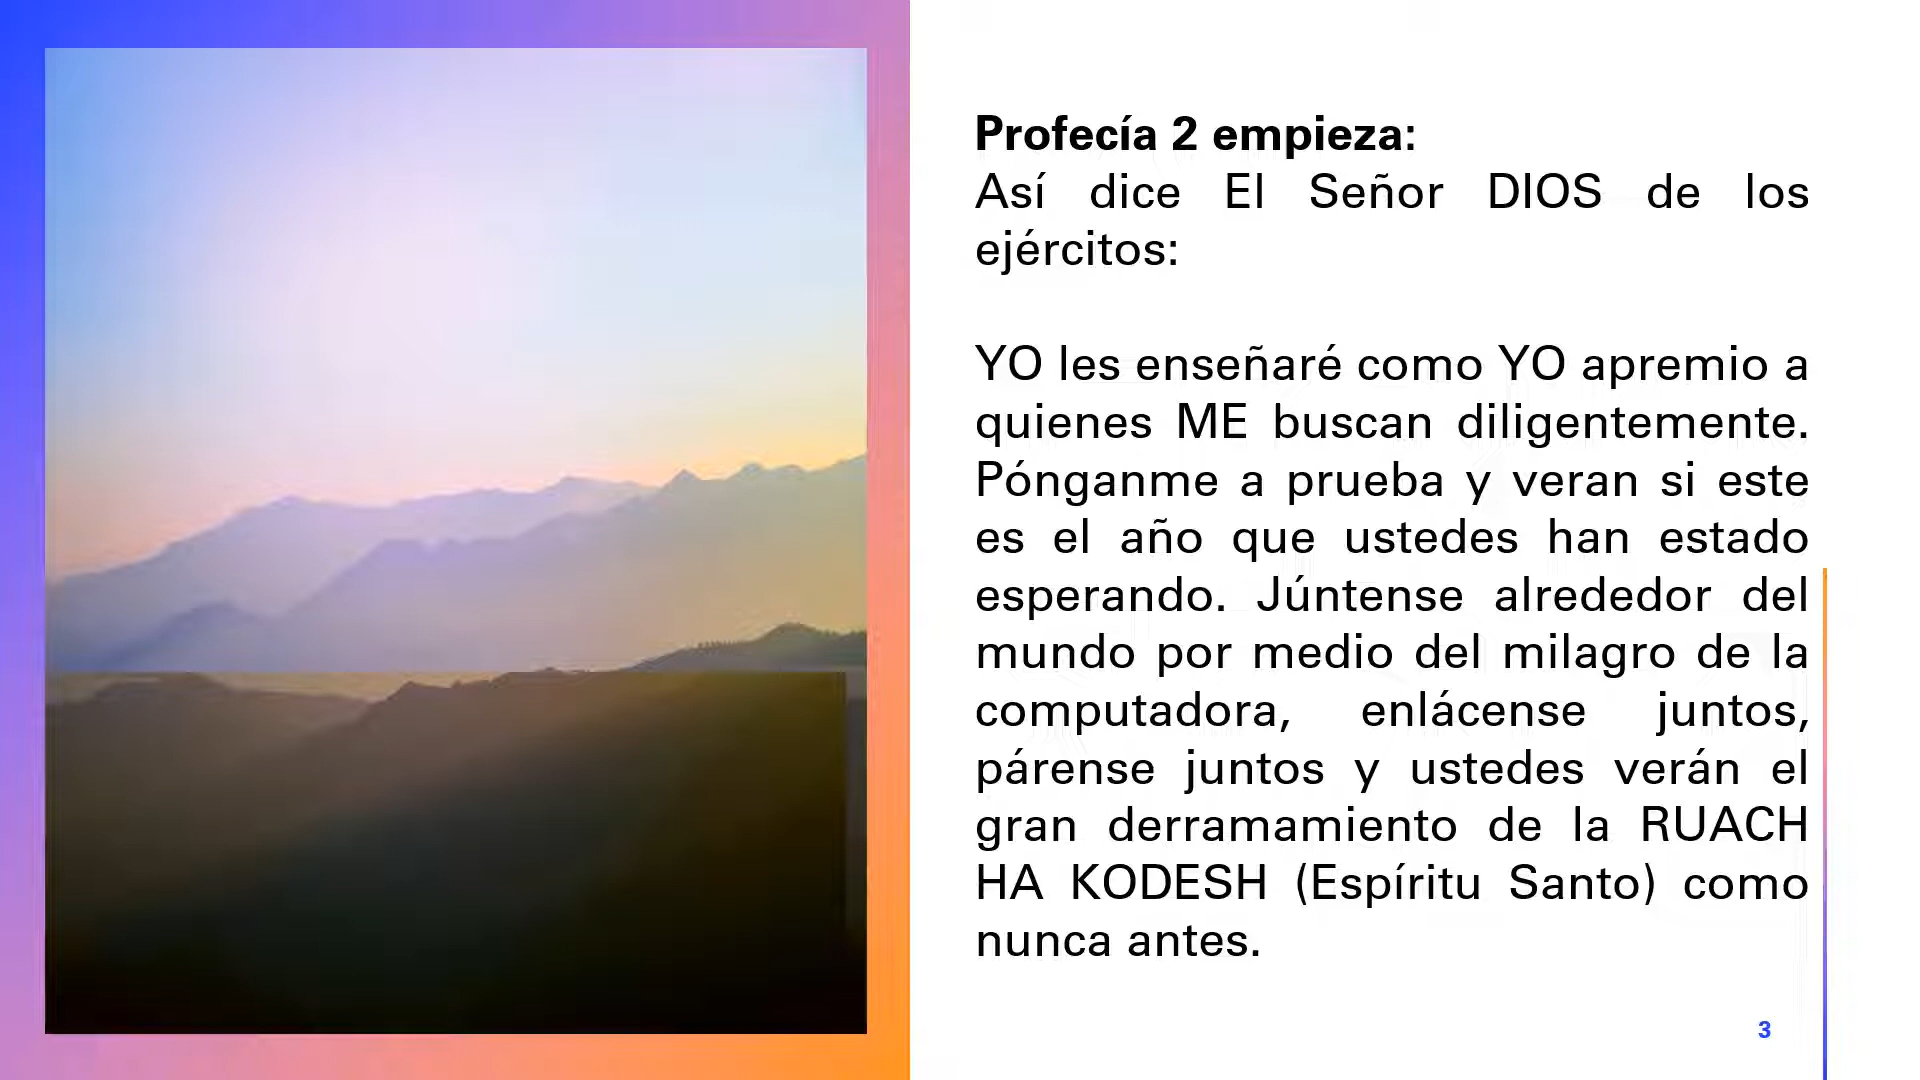 Profecía 2 empieza:
Así dice El Señor DIOS de los
ejércitos:
YO les enseñaré como YO apremio a
quienes ME buscan diligentemente.
Pónganme a prueba y veran si este
es el año que ustedes han estado
esperando. Júntense alrededor del
mundo por medio del milagro de la
computadora, enlácense juntos,
párense juntos y ustedes verán el
gran derramamiento de la RUACH
HA KODESH (Espíritu Santo) como
nunca antes.
3